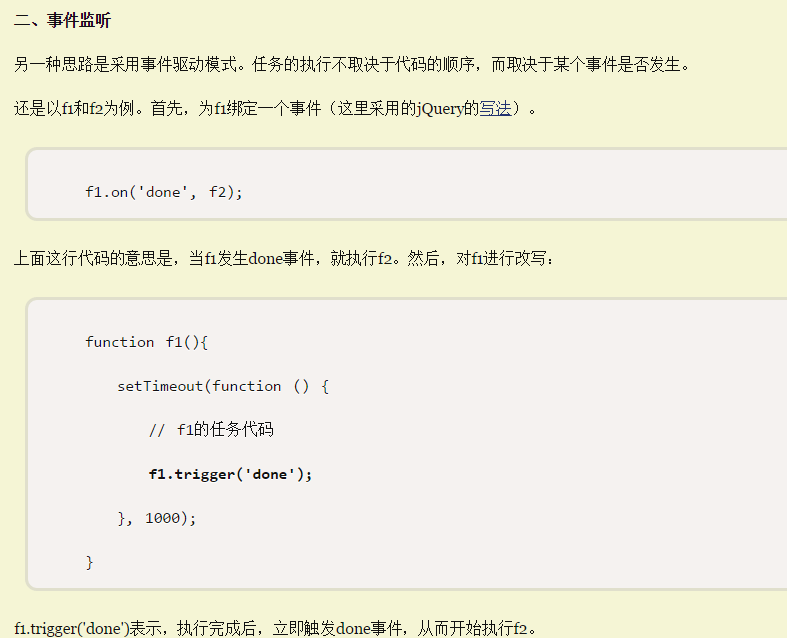 二、事件监听
另一种思路是采用事件驱动模式。任务的执行不取决于代码的顺序，而取决于某个事件是否发生。
还是以f1和f2为例。首先，为f1绑定一个事件（这里采用的jQuery的写法）。
f1.on('done', f2);
上面这行代码的意思是，当f1发生done事件，就执行f2。然后，对f1进行改写：
function f1(){
setTimeout(function () {
// f1的任务代码
f1.trigger('done');
}, 1000);
}
f1.trigger('done')表示，执行完成后，立即触发done事件，从而开始执行f2。